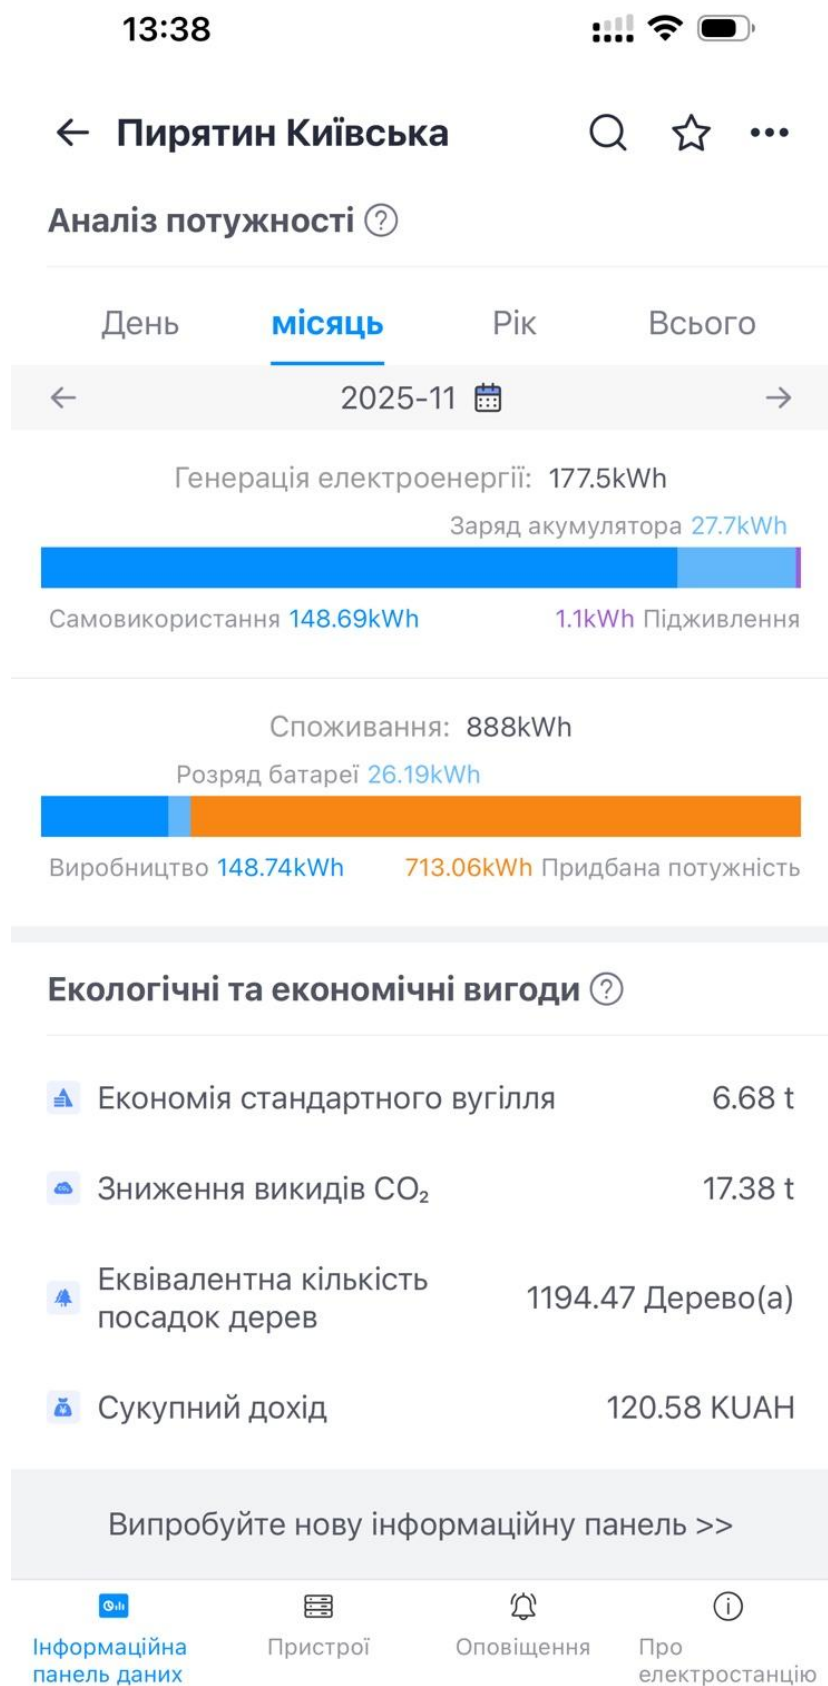 13:38
Пирятин Київська
Аналіз потужності ?
День місяць Рік Всього
2025-11
Генерація електроенергії: 177.5kWh
Заряд акумулятора 27.7kWh
Самовикористання 148.69kWh 1.1kWh Підживлення
Споживання: 888kWh
Розряд батареї 26.19kWh
Виробництво 148.74kWh 713.06kWh Придбана потужність
Екологічні та економічні вигоди ?
Економія стандартного вугілля 6.68 t
Зниження викидів CO₂ 17.38 t
Еквівалентна кількість
посадок дерев 1194.47 Дерево(а)
Сукупний дохід 120.58 KUAH
Випробуйте нову інформаційну панель >>
Інформаційна
панель даних
Пристрої
Оповіщення
Про
електростанцію